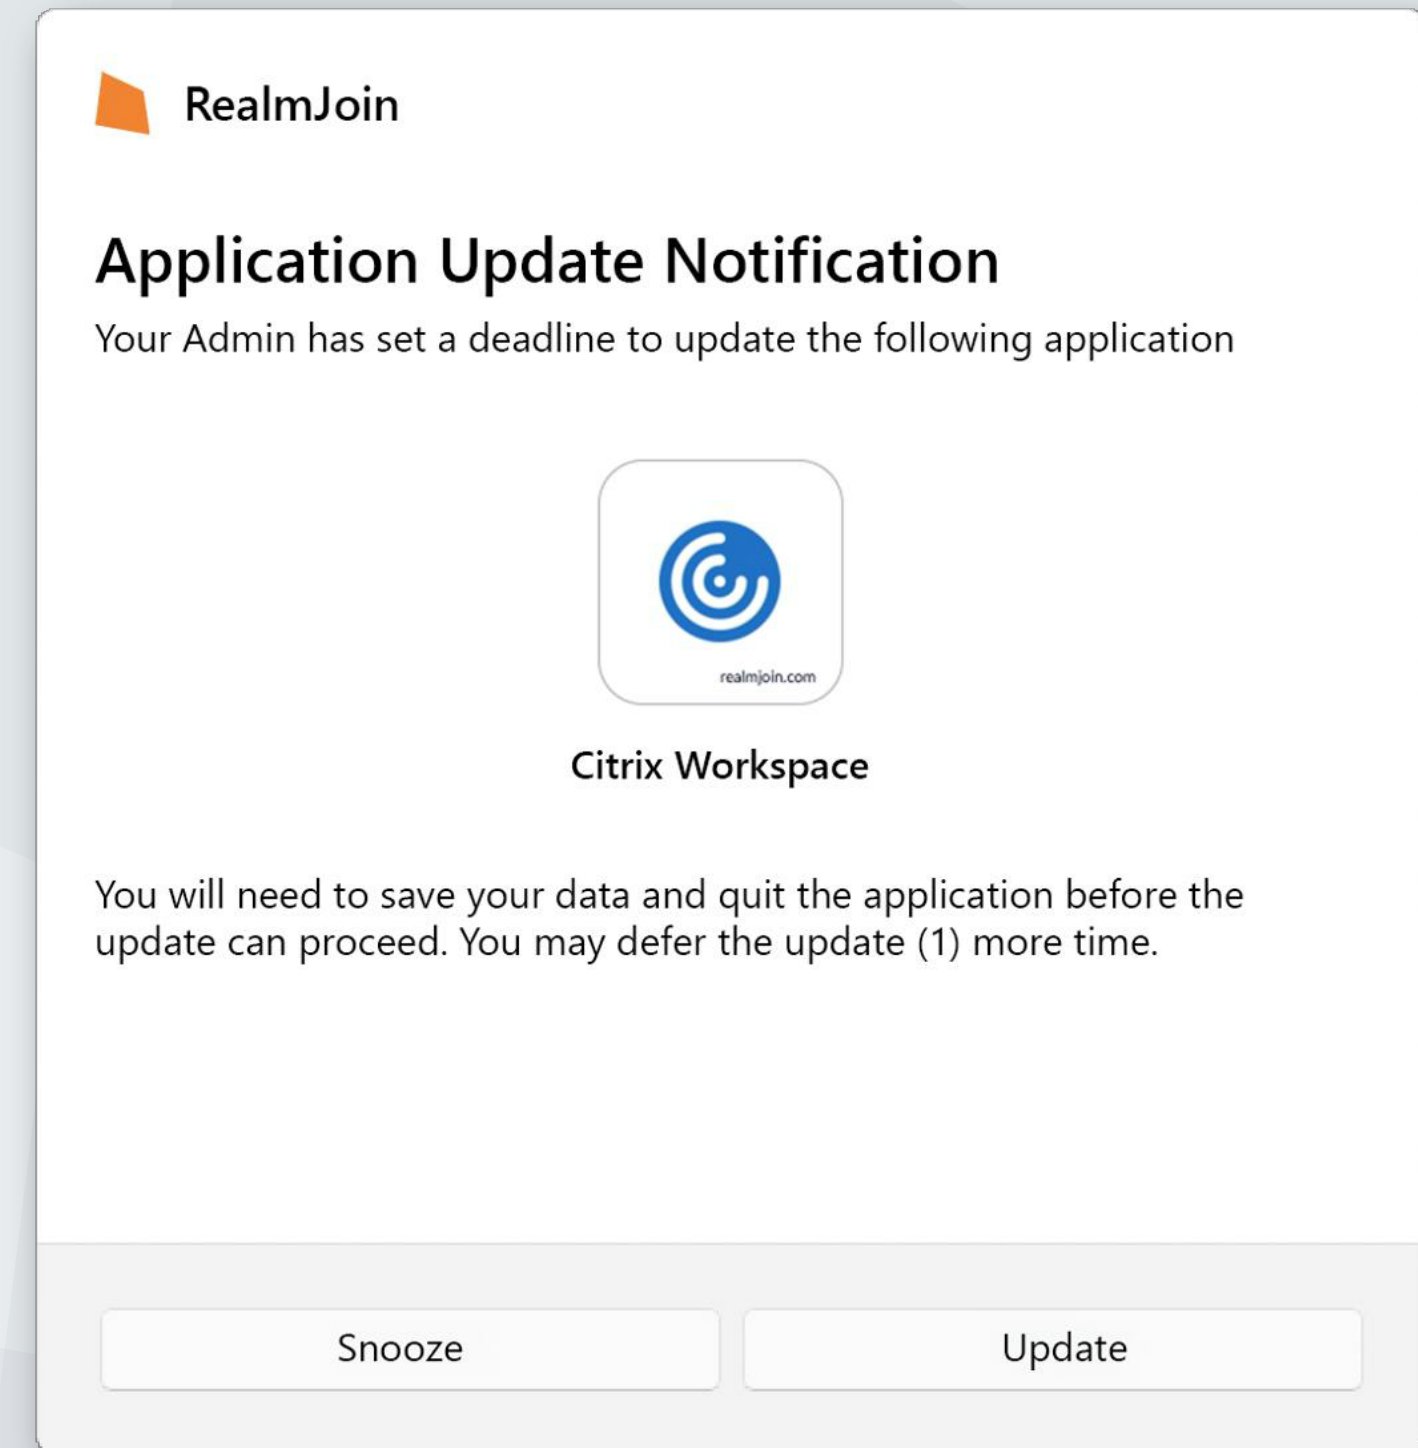 RealmJoin
Application Update Notification
Your Admin has set a deadline to update the following application
realmjoin.com
Citrix Workspace
You will need to save your data and quit the application before the
update can proceed. You may defer the update (1) more time.
Snooze
Update